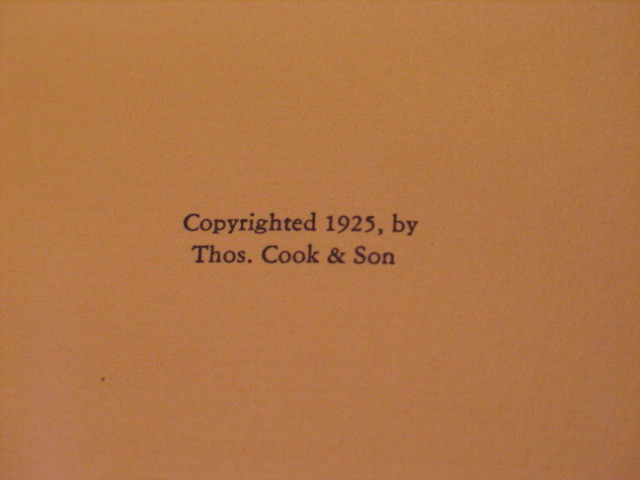 Copyrighted 1925, by
Thos. Cook & Son